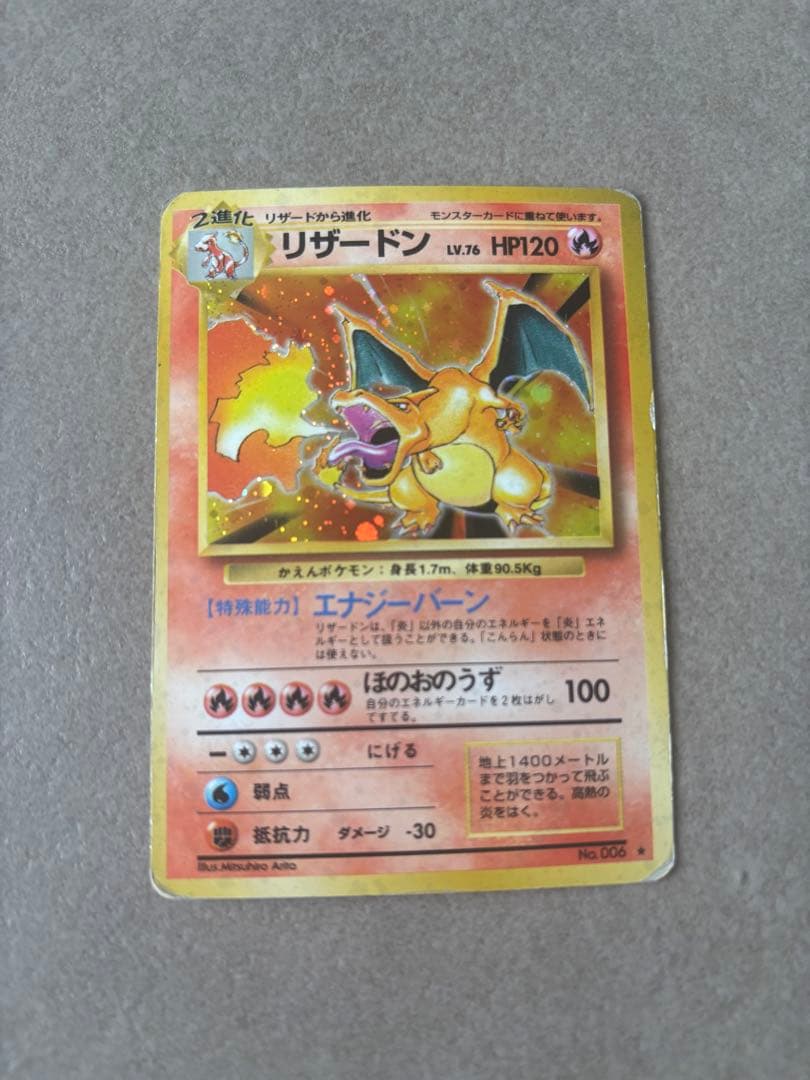 2進化 リザードから進化 モンスターカードに重ねて使います。
リザードン LV.76 HP120
かえんポケモン：身長1.7m、体重90.5Kg
【特殊能力】エナジーバーン
リザードンは、「炎」以外の自分のエネルギーを「炎」エネ
ルギーとして扱うことができる。「こんらん」状態のときに
は使えない。
ほのおのうず 100
自分のエネルギーカードを２枚はがし
てすてる。
ー にげる
弱点
抵抗力 ダメージ -30
地上1400メートル
まで羽をつかって飛ぶ
ことができる。高熱の
炎をはく。
Illus.Mitsuhiro Arita
No.006 ★